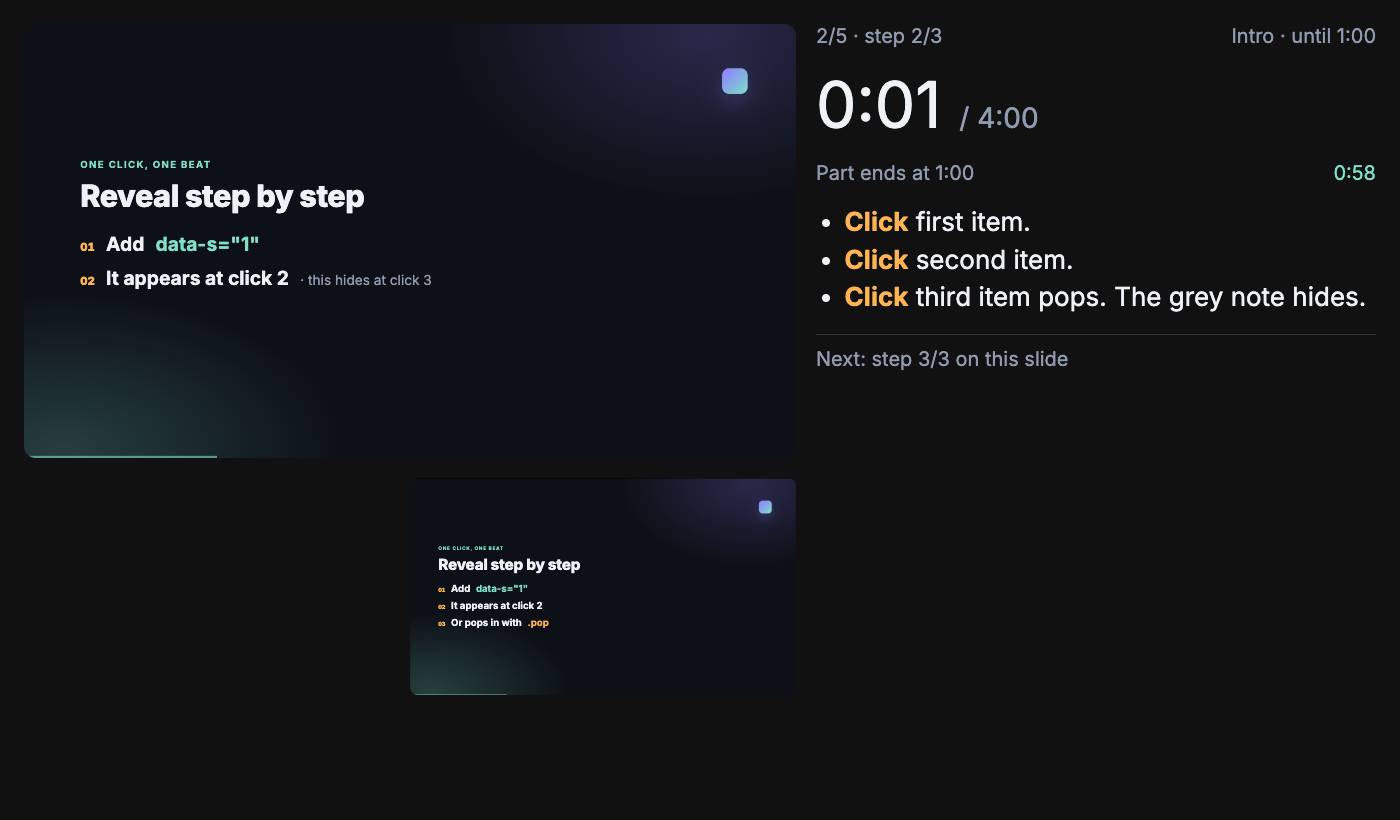 ONE CLICK, ONE BEAT
Reveal step by step
01 Add data-s="1"
02 It appears at click 2 · this hides at click 3
2/5 · step 2/3
Intro · until 1:00
0:01 / 4:00
Part ends at 1:00
0:58
• Click first item.
• Click second item.
• Click third item pops. The grey note hides.
Next: step 3/3 on this slide
ONE CLICK, ONE BEAT
Reveal step by step
01 Add data-s="1"
02 It appears at click 2
03 Or pops in with .pop